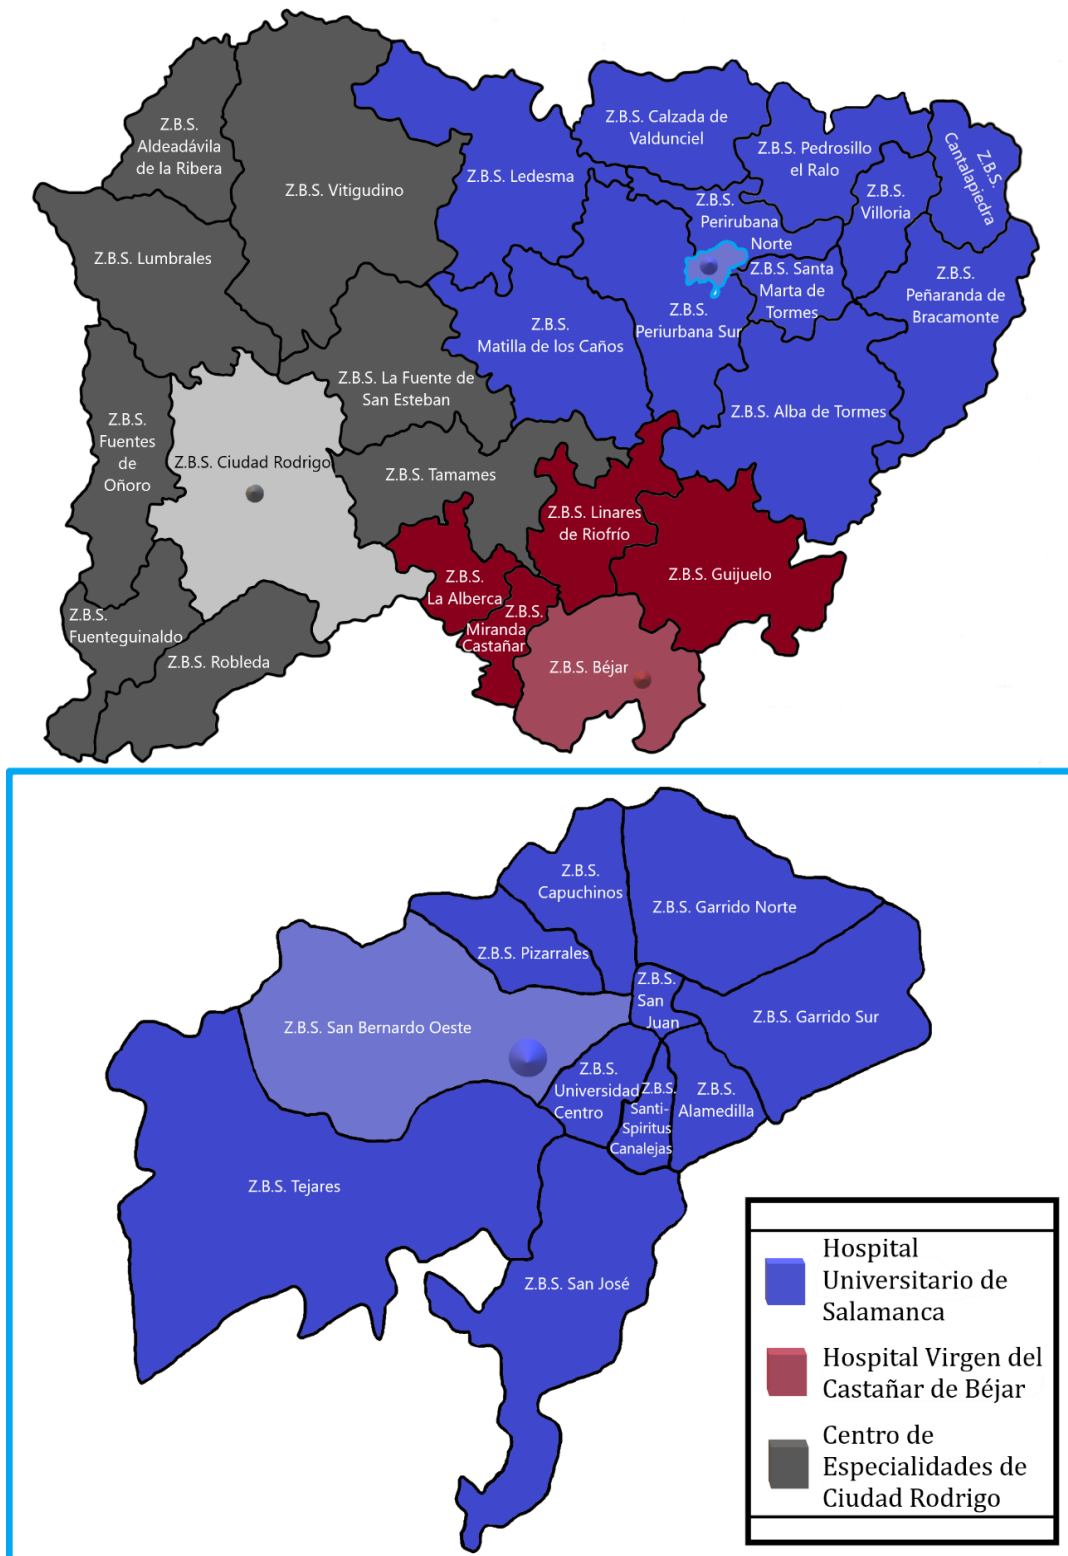 Z.B.S.
Aldeadávila
de la Ribera
Z.B.S. Vitigudino
Z.B.S. Ledesma
Z.B.S. Calzada de
Valdunciel
Z.B.S. Pedrosillo
el Ralo
Z.B.S.
Cantalapiedra
Z.B.S.
Villoria
Z.B.S.
Perirubana
Norte
Z.B.S. Lumbrales
Z.B.S. Santa
Marta de
Tormes
Z.B.S.
Peñaranda de
Bracamonte
Z.B.S.
Matilla de los Caños
Z.B.S.
Periurbana Sur
Z.B.S. La Fuente de
San Esteban
Z.B.S. Alba de Tormes
Z.B.S.
Fuentes
de
Oñoro
Z.B.S. Ciudad Rodrigo
Z.B.S. Tamames
Z.B.S. Linares
de Riofrío
Z.B.S. Guijuelo
Z.B.S.
La Alberca
Z.B.S.
Miranda
Castañar
Z.B.S.
Fuenteguinaldo
Z.B.S. Robleda
Z.B.S. Béjar
Z.B.S.
Capuchinos
Z.B.S. Garrido Norte
Z.B.S. Pizarrales
Z.B.S.
San
Juan
Z.B.S. Garrido Sur
Z.B.S. San Bernardo Oeste
Z.B.S.
Universidad
Centro
Z.B.S.
Santi-
Spiritus
Canalejas
Z.B.S.
Alamedilla
Z.B.S. Tejares
Z.B.S. San José
Hospital
Universitario de
Salamanca
Hospital Virgen del
Castañar de Béjar
Centro de
Especialidades de
Ciudad Rodrigo